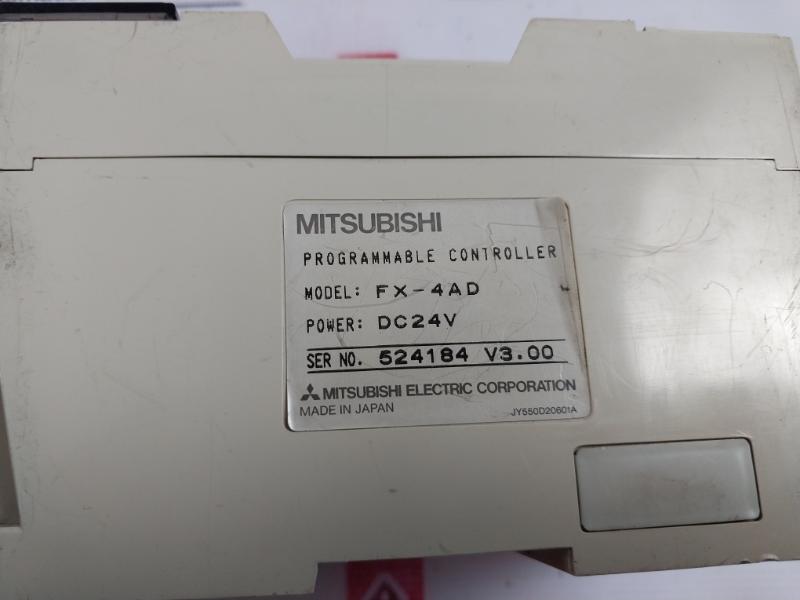 MITSUBISHI
PROGRAMMABLE CONTROLLER
MODEL: FX-4AD
POWER: DC24V
SER NO. 524184 V3.00
MITSUBISHI ELECTRIC CORPORATION
MADE IN JAPAN JY550D20601A